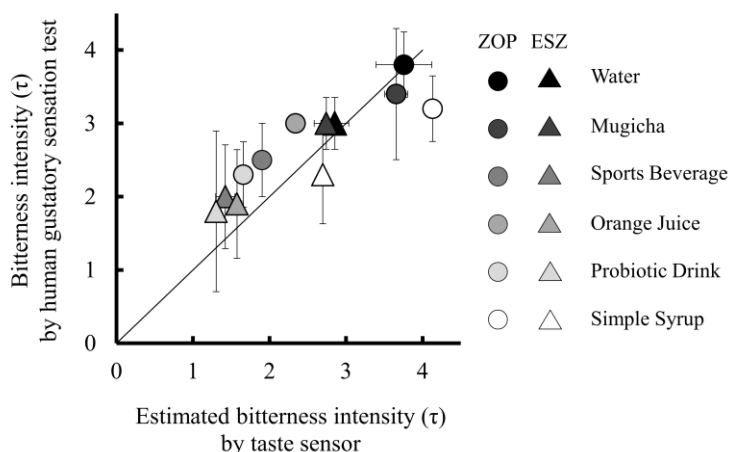 Bitterness intensity (τ)
by human gustatory sensation test
4
3
2
1
0
0 1 2 3 4
Estimated bitterness intensity (τ)
by taste sensor
ZOP ESZ
Water
Mugicha
Sports Beverage
Orange Juice
Probiotic Drink
Simple Syrup